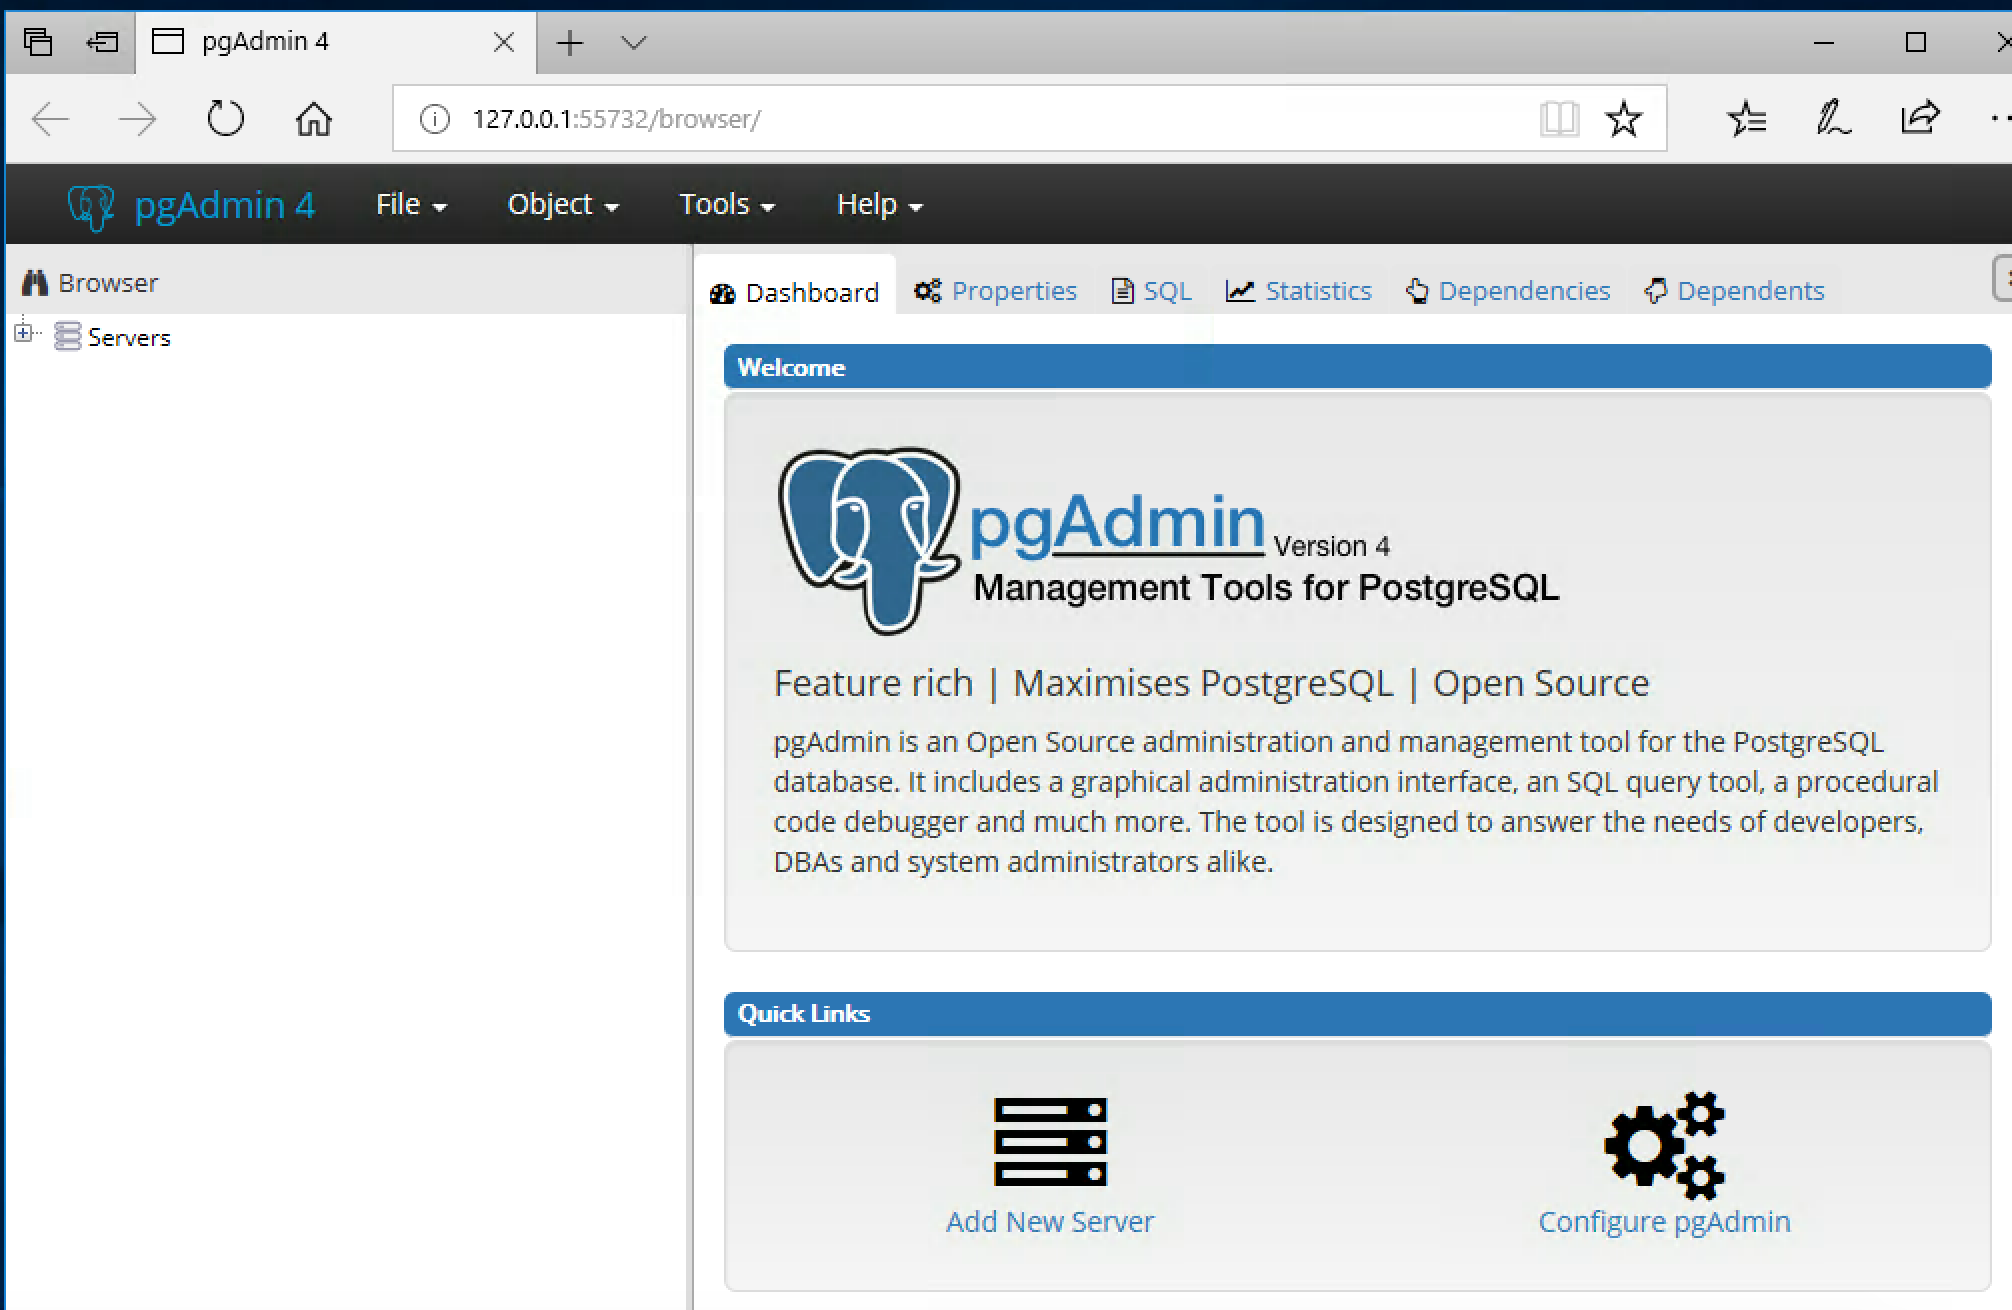 pgAdmin 4
127.0.0.1:55732/browser/
pgAdmin 4 File Object Tools Help
Browser
Servers
Dashboard Properties SQL Statistics Dependencies Dependents
Welcome
pgAdmin Version 4
Management Tools for PostgreSQL
Feature rich | Maximises PostgreSQL | Open Source
pgAdmin is an Open Source administration and management tool for the PostgreSQL
database. It includes a graphical administration interface, an SQL query tool, a procedural
code debugger and much more. The tool is designed to answer the needs of developers,
DBAs and system administrators alike.
Quick Links
Add New Server Configure pgAdmin